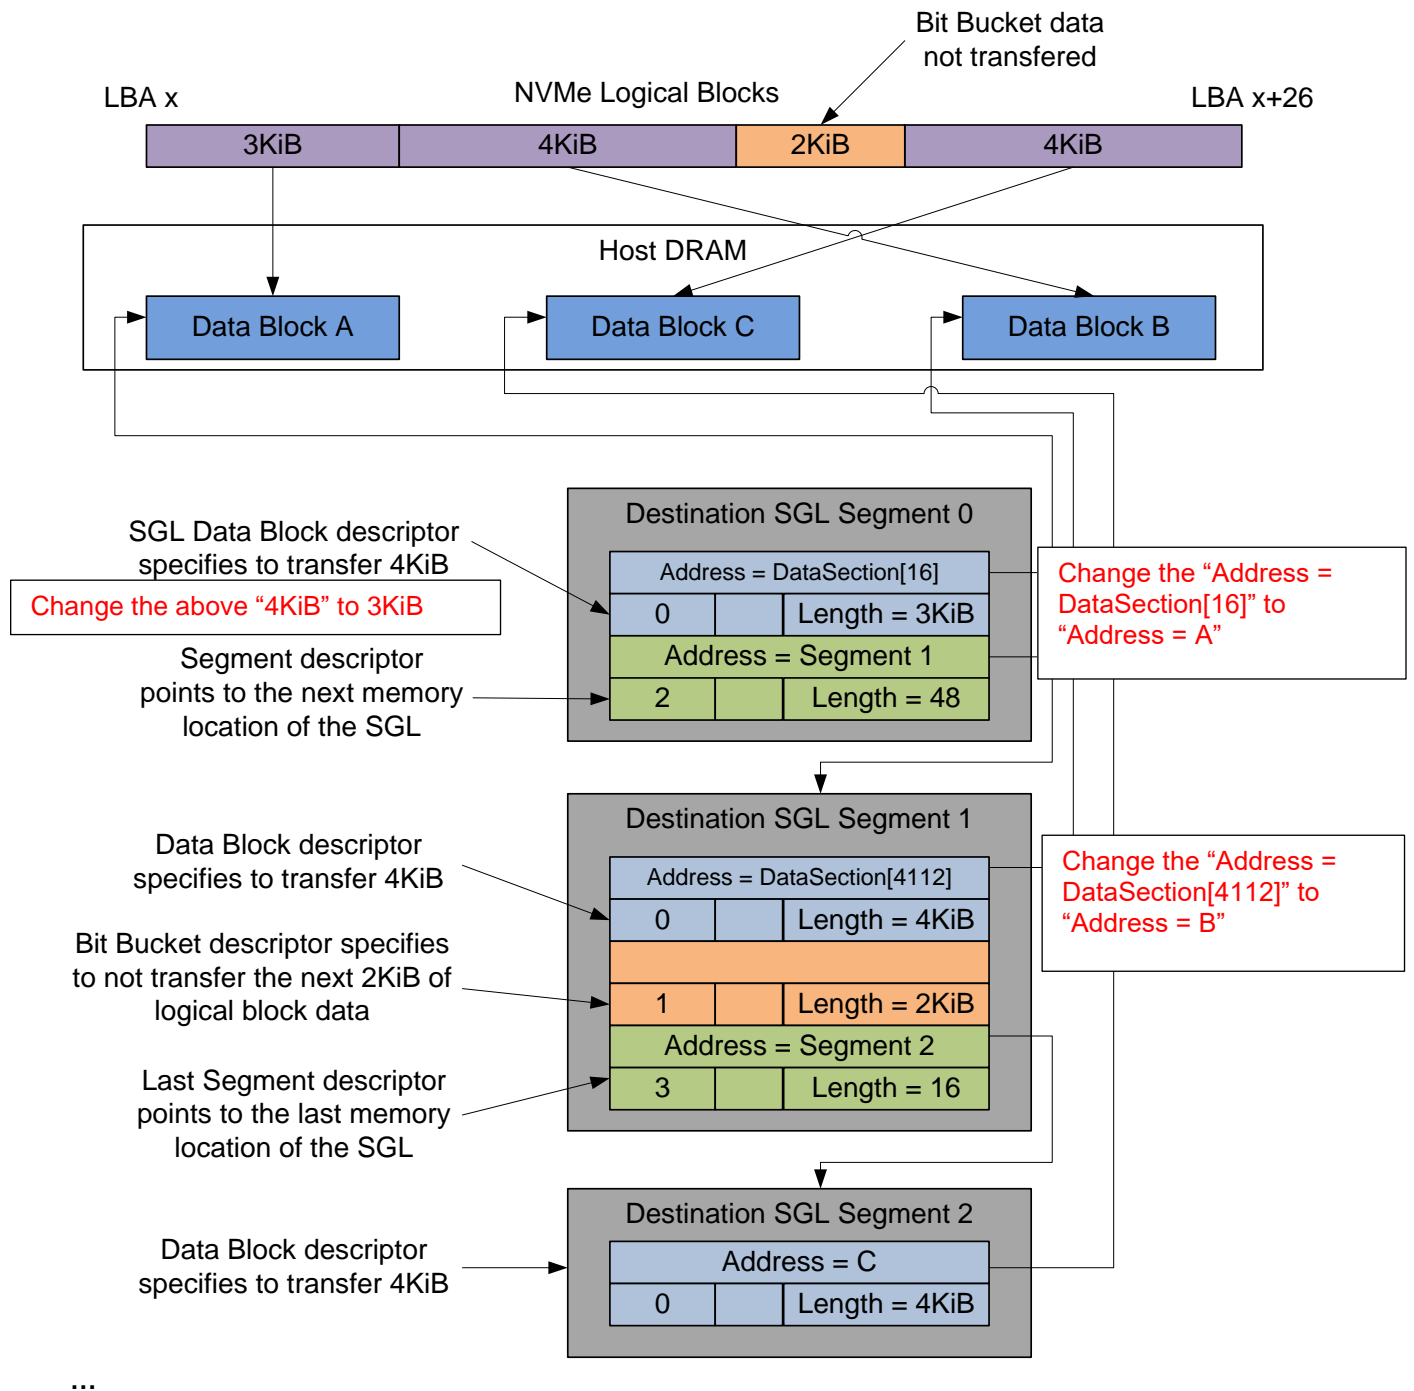 Bit Bucket data
not transfered
LBA x
NVMe Logical Blocks
LBA x+26
3KiB
4KiB
2KiB
4KiB
Host DRAM
Data Block A
Data Block C
Data Block B
Destination SGL Segment 0
SGL Data Block descriptor
specifies to transfer 4KiB
Change the above “4KiB” to 3KiB
Address = DataSection[16]
0
Length = 3KiB
Address = Segment 1
2
Length = 48
Change the “Address =
DataSection[16]” to
“Address = A”
Segment descriptor
points to the next memory
location of the SGL
Destination SGL Segment 1
Data Block descriptor
specifies to transfer 4KiB
Address = DataSection[4112]
0
Length = 4KiB
Change the “Address =
DataSection[4112]” to
“Address = B”
Bit Bucket descriptor specifies
to not transfer the next 2KiB of
logical block data
1
Length = 2KiB
Address = Segment 2
3
Length = 16
Last Segment descriptor
points to the last memory
location of the SGL
Destination SGL Segment 2
Data Block descriptor
specifies to transfer 4KiB
Address = C
0
Length = 4KiB
...